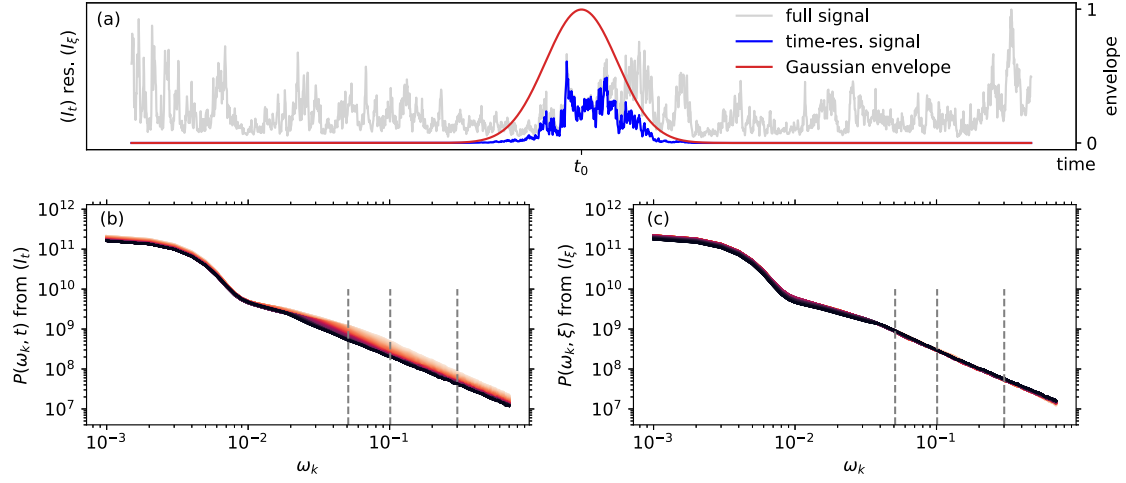 (a)
full signal
time-res. signal
Gaussian envelope
(I_t) res. (I_ξ)
1
0
envelope
t_0
time
(b)
P(ω_k, t) from (I_t)
10^12
10^11
10^10
10^9
10^8
10^7
10^-3
10^-2
10^-1
ω_k
(c)
P(ω_k, ξ) from (I_ξ)
10^12
10^11
10^10
10^9
10^8
10^7
10^-3
10^-2
10^-1
ω_k